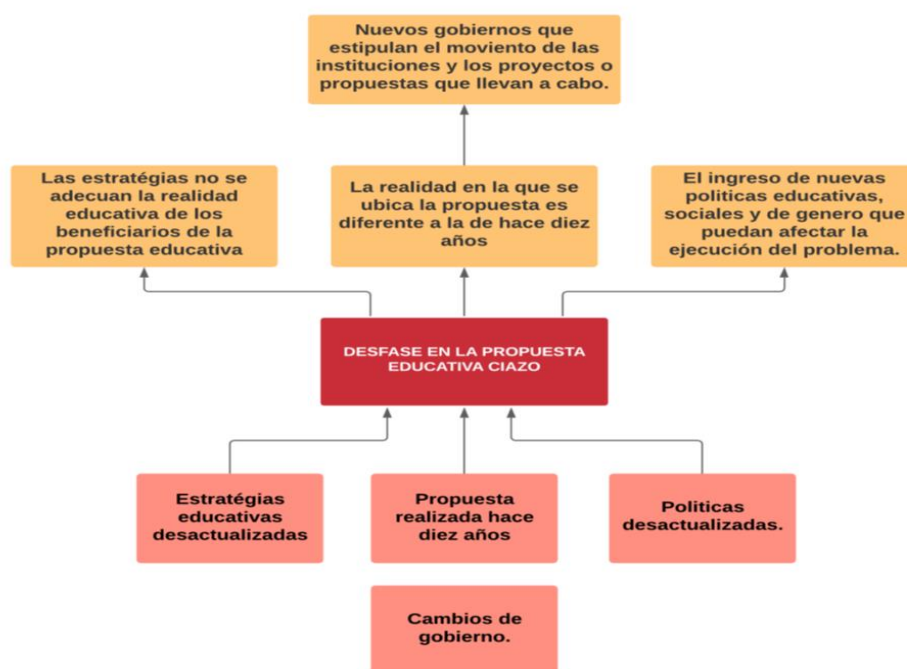 Nuevos gobiernos que
estipulan el moviento de las
instituciones y los proyectos o
propuestas que llevan a cabo.
Las estratégias no se
adecuan la realidad
educativa de los
beneficiarios de la
propuesta educativa
La realidad en la que se
ubica la propuesta es
diferente a la de hace diez
años
El ingreso de nuevas
politicas educativas,
sociales y de genero que
puedan afectar la
ejecución del problema.
DESFASE EN LA PROPUESTA
EDUCATIVA CIAZO
Estratégias
educativas
desactualizadas
Propuesta
realizada hace
diez años
Politicas
desactualizadas.
Cambios de
gobierno.